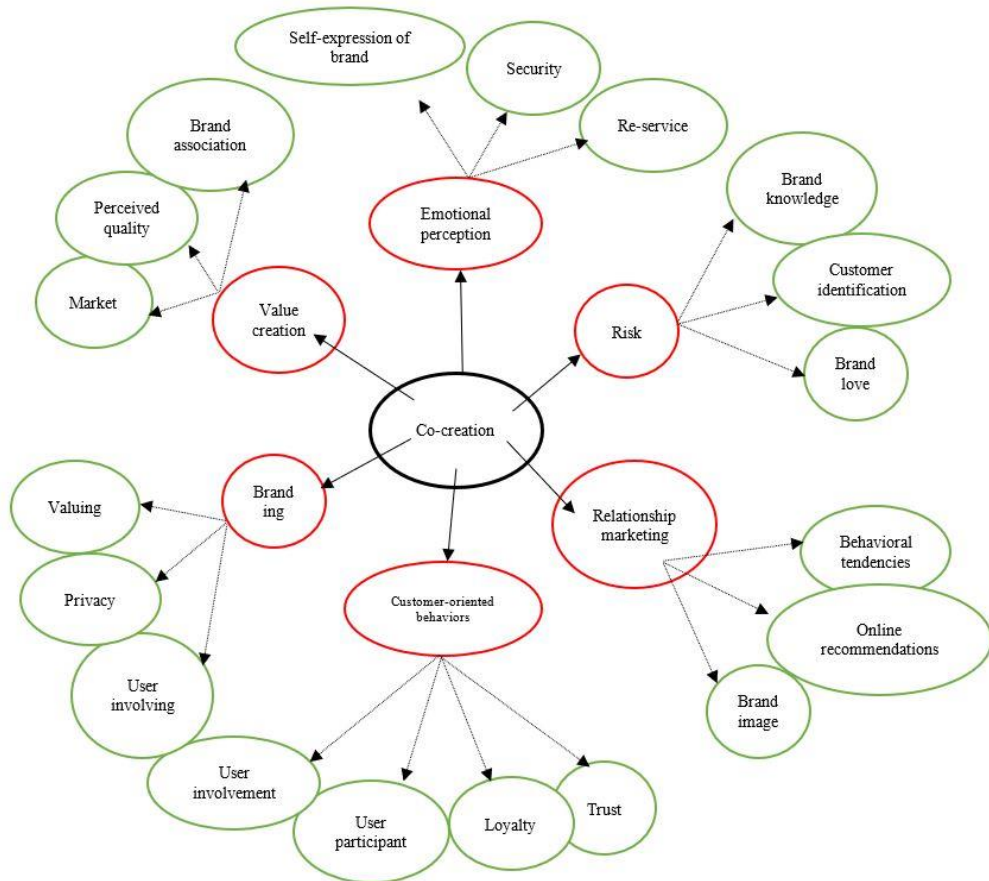 Self-expression of
brand
Security
Re-service
Brand
association
Perceived
quality
Market
Emotional
perception
Brand
knowledge
Customer
identification
Brand
love
Value
creation
Risk
Co-creation
Brand
ing
Relationship
marketing
Valuing
Privacy
User
involving
Customer-oriented
behaviors
Behavioral
tendencies
Online
recommendations
Brand
image
User
involvement
User
participant
Loyalty
Trust